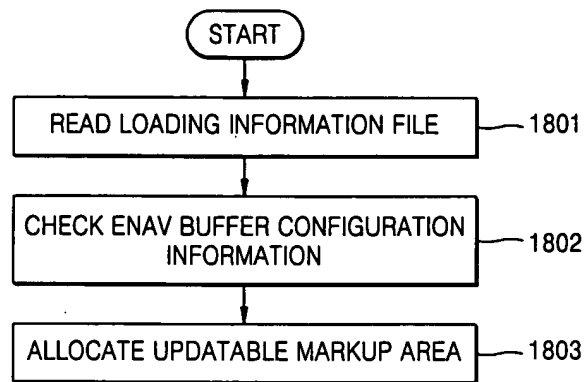 START
READ LOADING INFORMATION FILE
1801
CHECK ENAV BUFFER CONFIGURATION
INFORMATION
1802
ALLOCATE UPDATABLE MARKUP AREA
1803